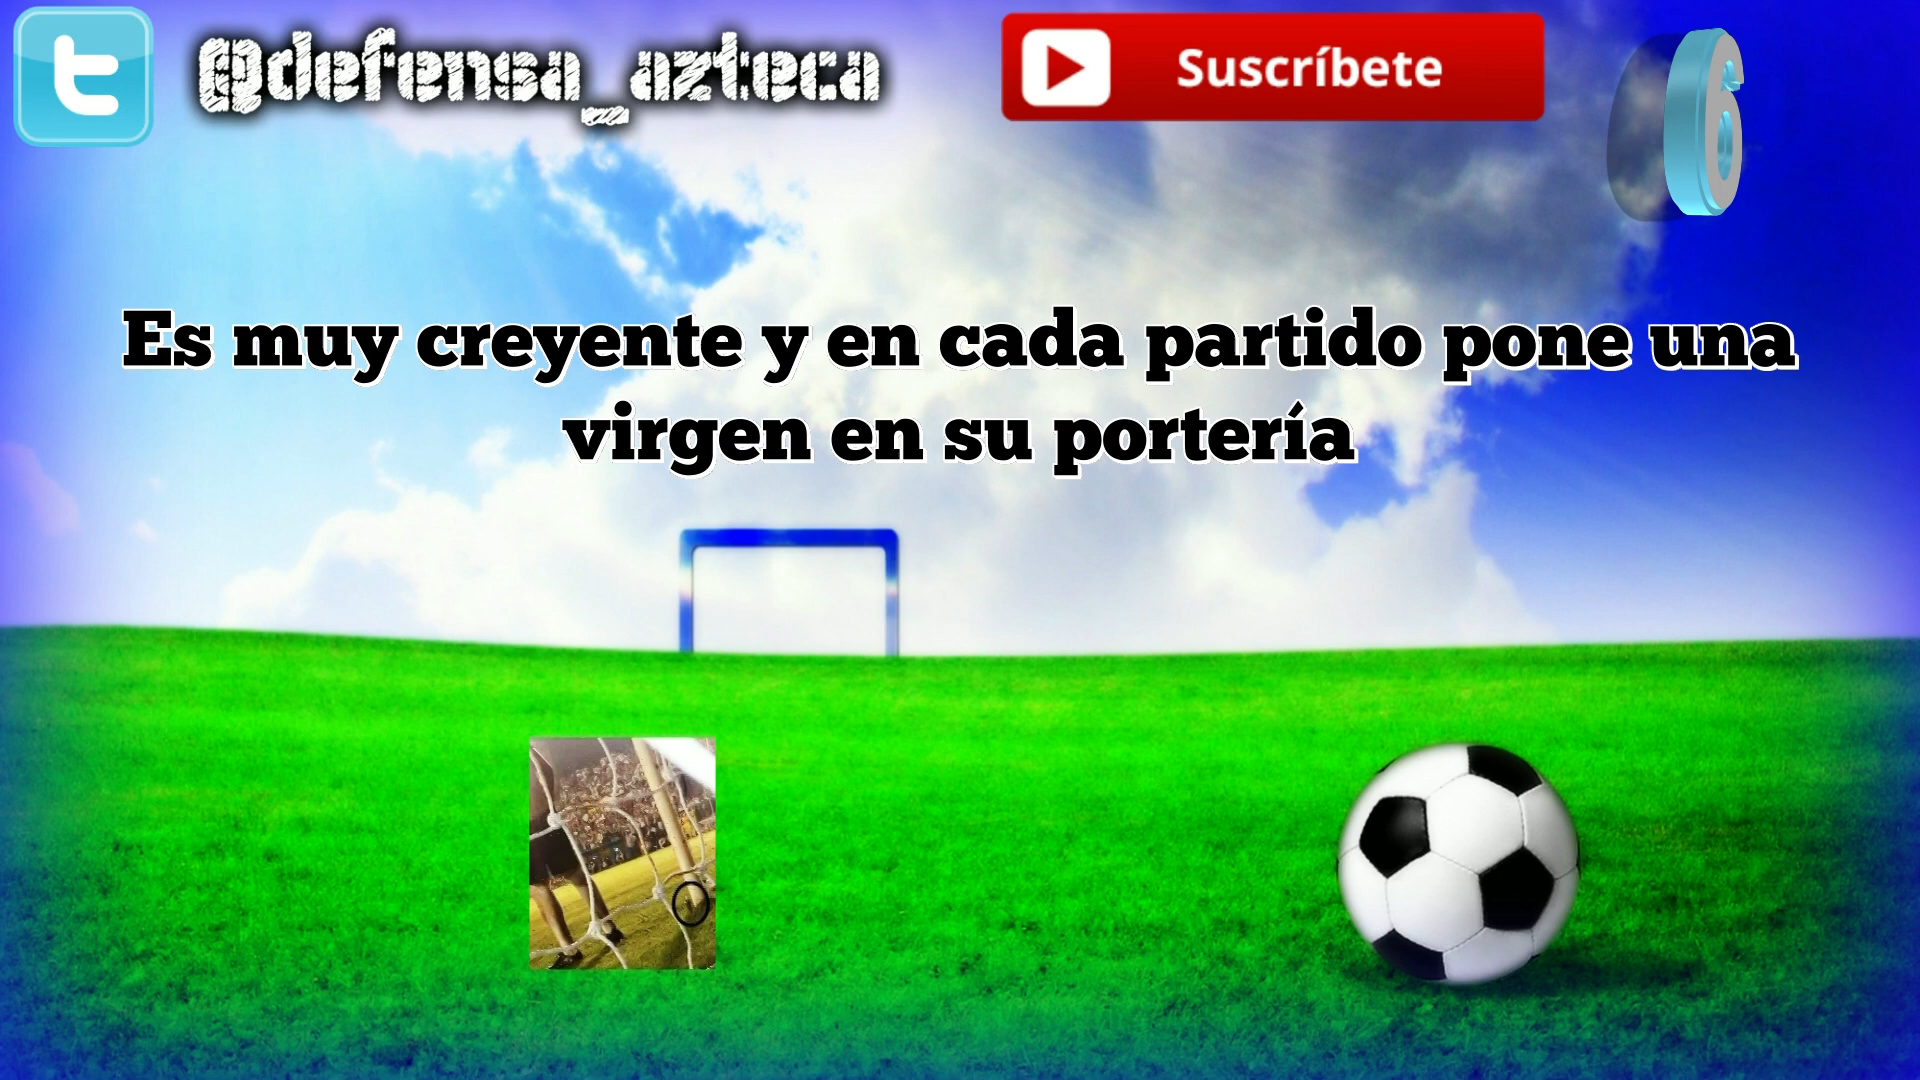 @defensa_azteca
Suscríbete
6
Es muy creyente y en cada partido pone una
virgen en su portería